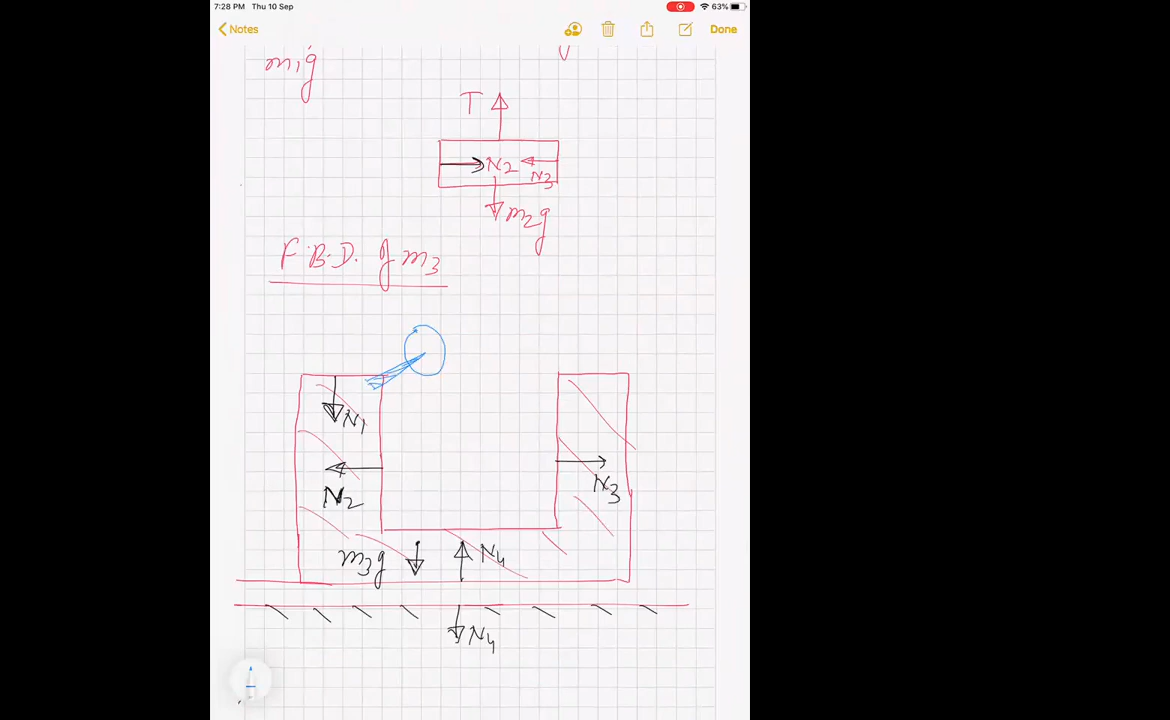 7:28 PM Thu 10 Sep
63%
Notes
Done
m1g
T
N2
N3
m2g
F.B.D. of m3
N1
N2
N3
m3g
N4
N4